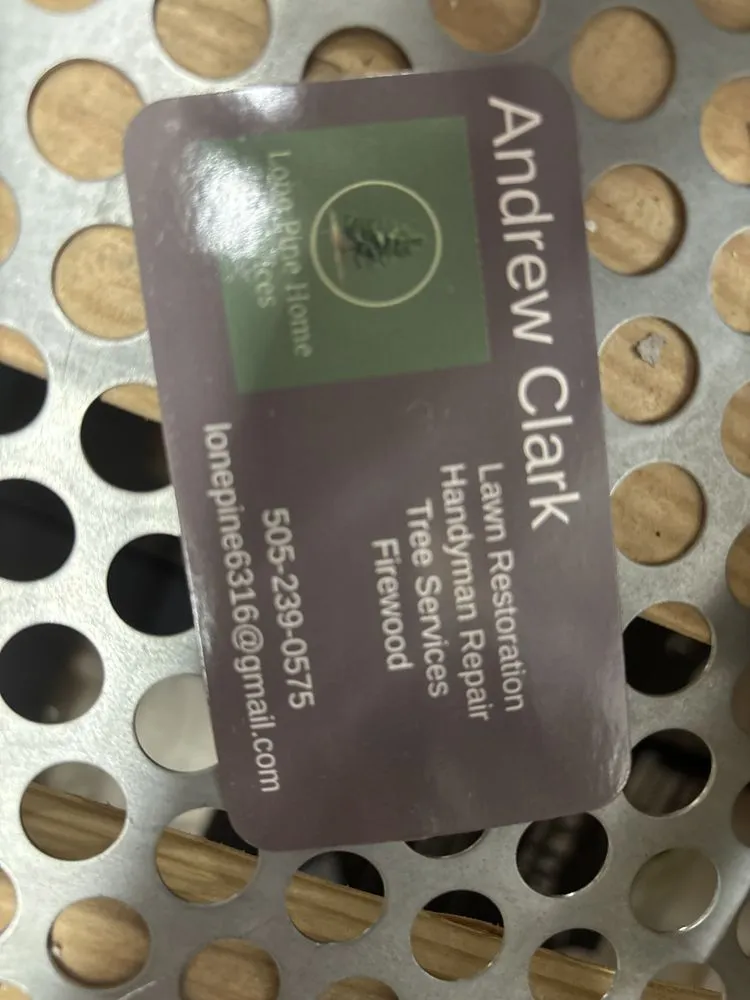 Andrew Clark
Lone Pine Home
Lawn Restoration
Handyman Repair
Tree Services
Firewood
505-239-0575
lonepine6316@gmail.com